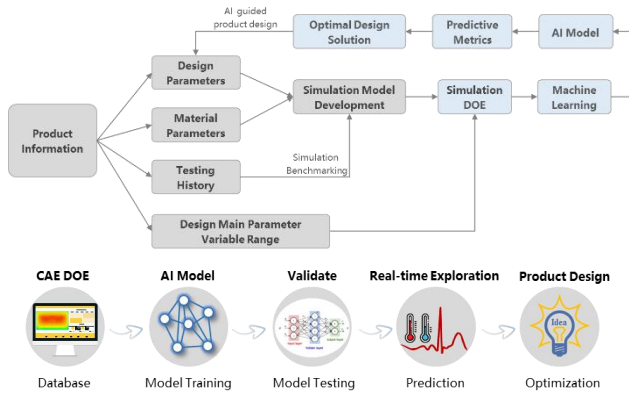 AI-guided
product design
Optimal Design
Solution
Predictive
Metrics
AI Model
Design
Parameters
Product
Information
Material
Parameters
Simulation Model
Development
Simulation
DOE
Machine
Learning
Testing
History
Simulation
Benchmarking
Design Main Parameter
Variable Range
CAE DOE
AI Model
Validate
Real-time Exploration
Product Design
Idea
Database
Model Training
Model Testing
Prediction
Optimization